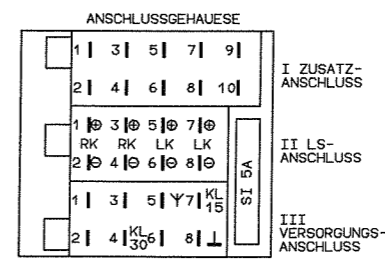 ANSCHLUSSGEHAUESE
1 3 5 7 9
2 4 6 8 10
I ZUSATZ-
ANSCHLUSS
1 ⊕ 3 ⊕ 5 ⊕ 7 ⊕
RK RK LK LK
2 ⊖ 4 ⊖ 6 ⊖ 8 ⊖
II LS-
ANSCHLUSS
SI 5A
1 3 5 7 KL
15
2 4 KL
30 6 8
III
VERSORGUNGS-
ANSCHLUSS